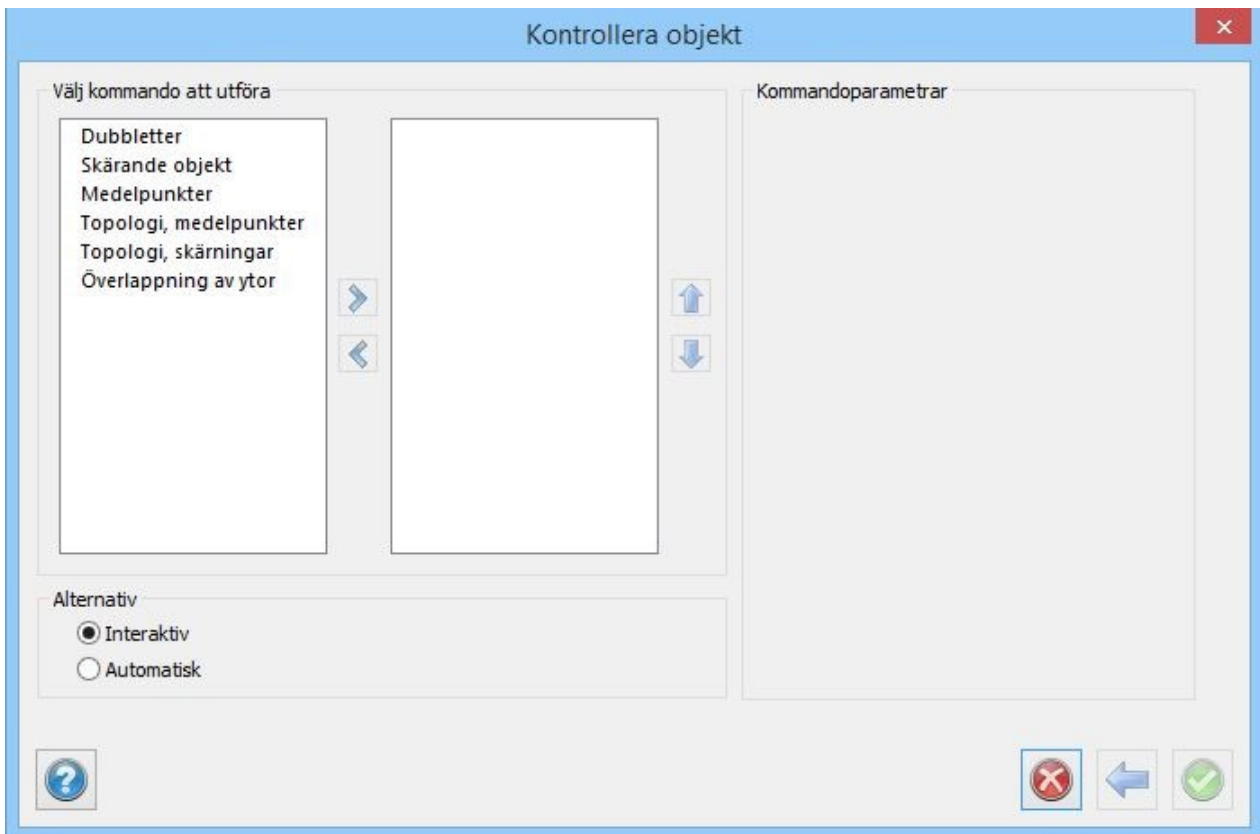 Kontrollera objekt
Välj kommando att utföra
Dubbletter
Skärande objekt
Medelpunkter
Topologi, medelpunkter
Topologi, skärningar
Överlappning av ytor
Kommandoparametrar
Alternativ
Interaktiv
Automatisk